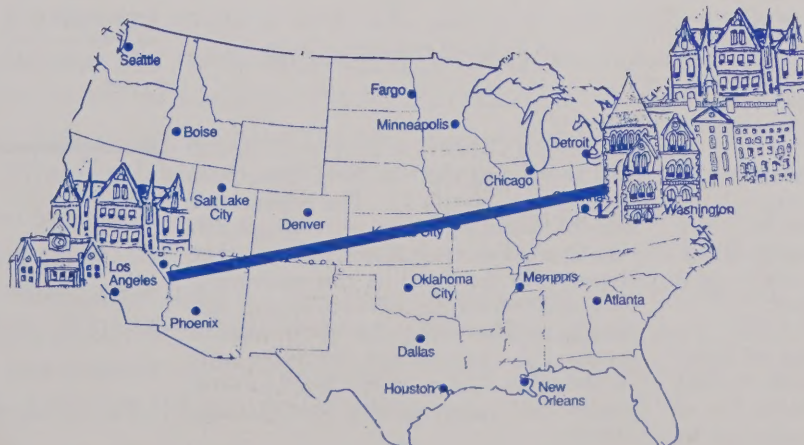 Seattle
Fargo
Minneapolis
Boise
Detroit
Chicago
Salt Lake
City
Denver
City
Washington
Los
Angeles
Oklahoma
City
Memphis
Atlanta
Phoenix
Dallas
Houston
New
Orleans